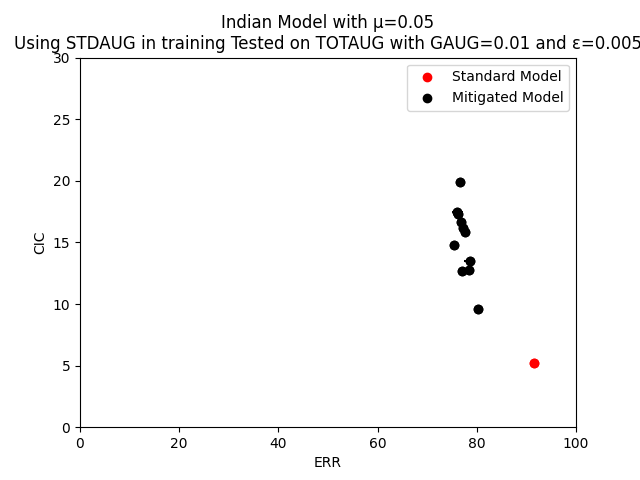 Indian Model with μ=0.05
Using STDAUG in training Tested on TOTAUG with GAUG=0.01 and ε=0.005
Standard Model
Mitigated Model
30
25
20
15
10
5
0
CIC
0 20 40 60 80 100
ERR